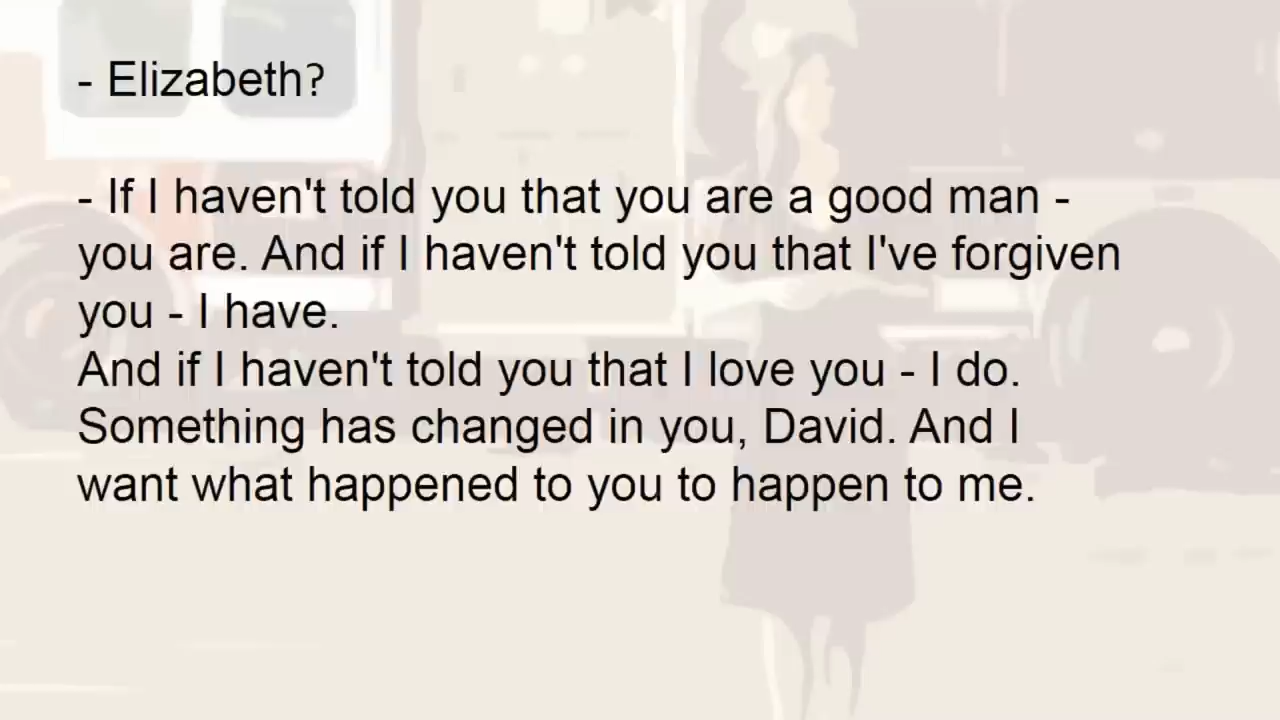 - Elizabeth?
- If I haven't told you that you are a good man -
you are. And if I haven't told you that I've forgiven
you - I have.
And if I haven't told you that I love you - I do.
Something has changed in you, David. And I
want what happened to you to happen to me.